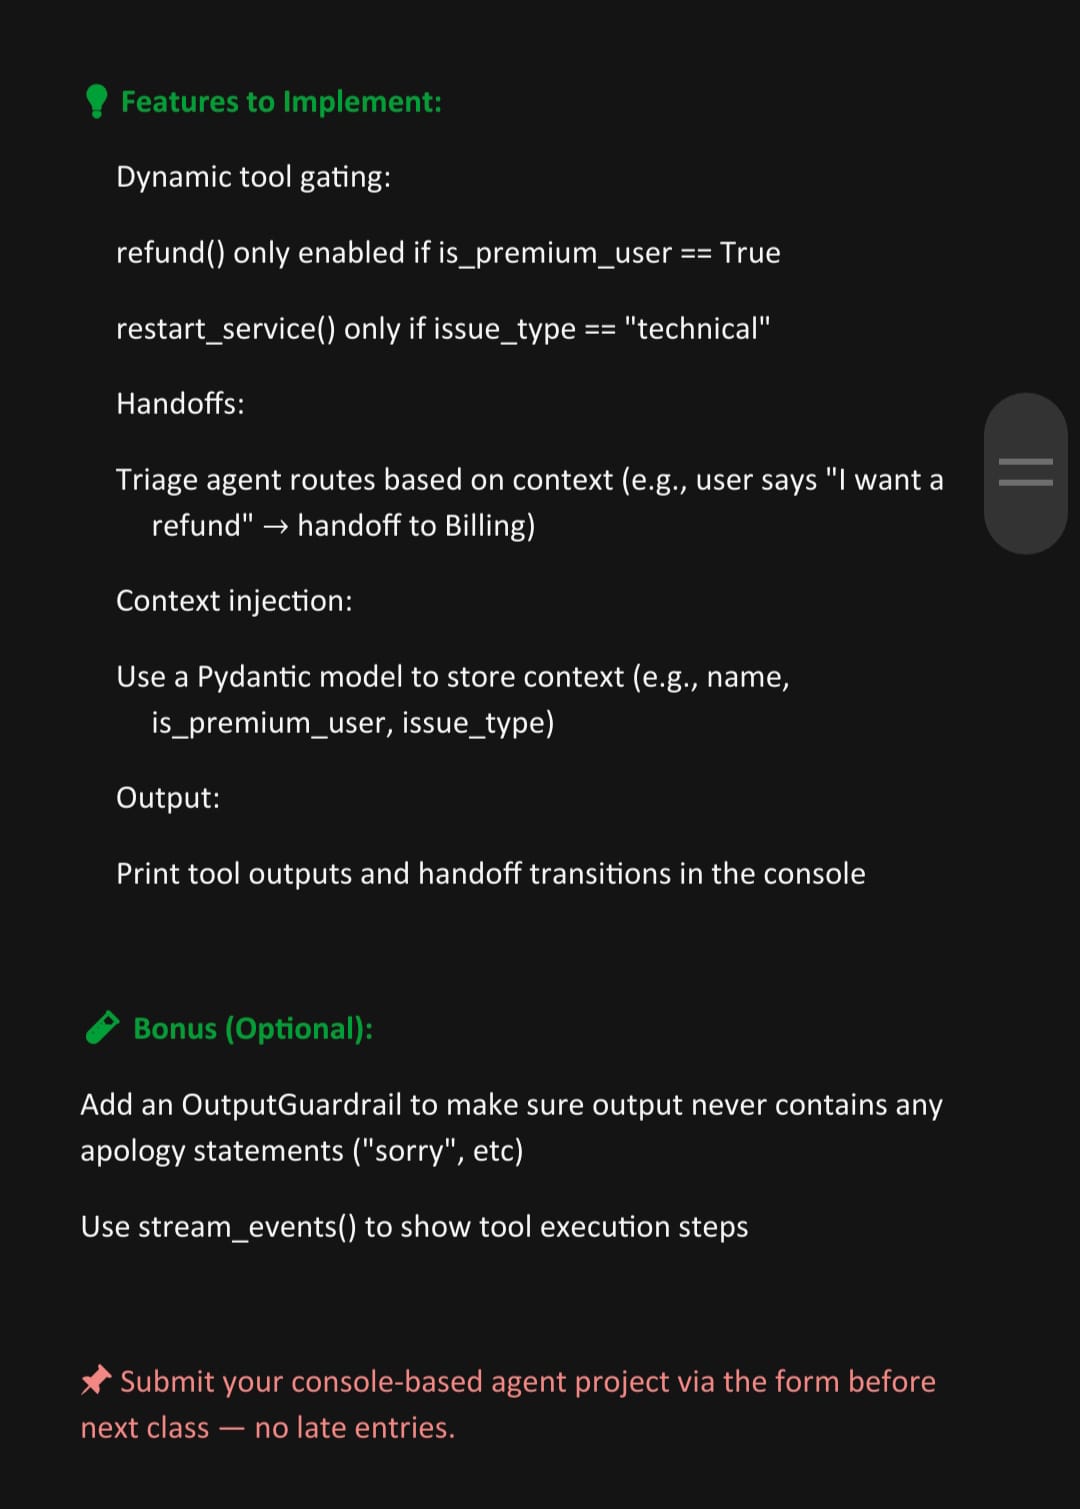 Features to Implement:
Dynamic tool gating:
refund() only enabled if is_premium_user == True
restart_service() only if issue_type == "technical"
Handoffs:
Triage agent routes based on context (e.g., user says "I want a
refund" → handoff to Billing)
Context injection:
Use a Pydantic model to store context (e.g., name,
is_premium_user, issue_type)
Output:
Print tool outputs and handoff transitions in the console
Bonus (Optional):
Add an OutputGuardrail to make sure output never contains any
apology statements ("sorry", etc)
Use stream_events() to show tool execution steps
Submit your console-based agent project via the form before
next class — no late entries.